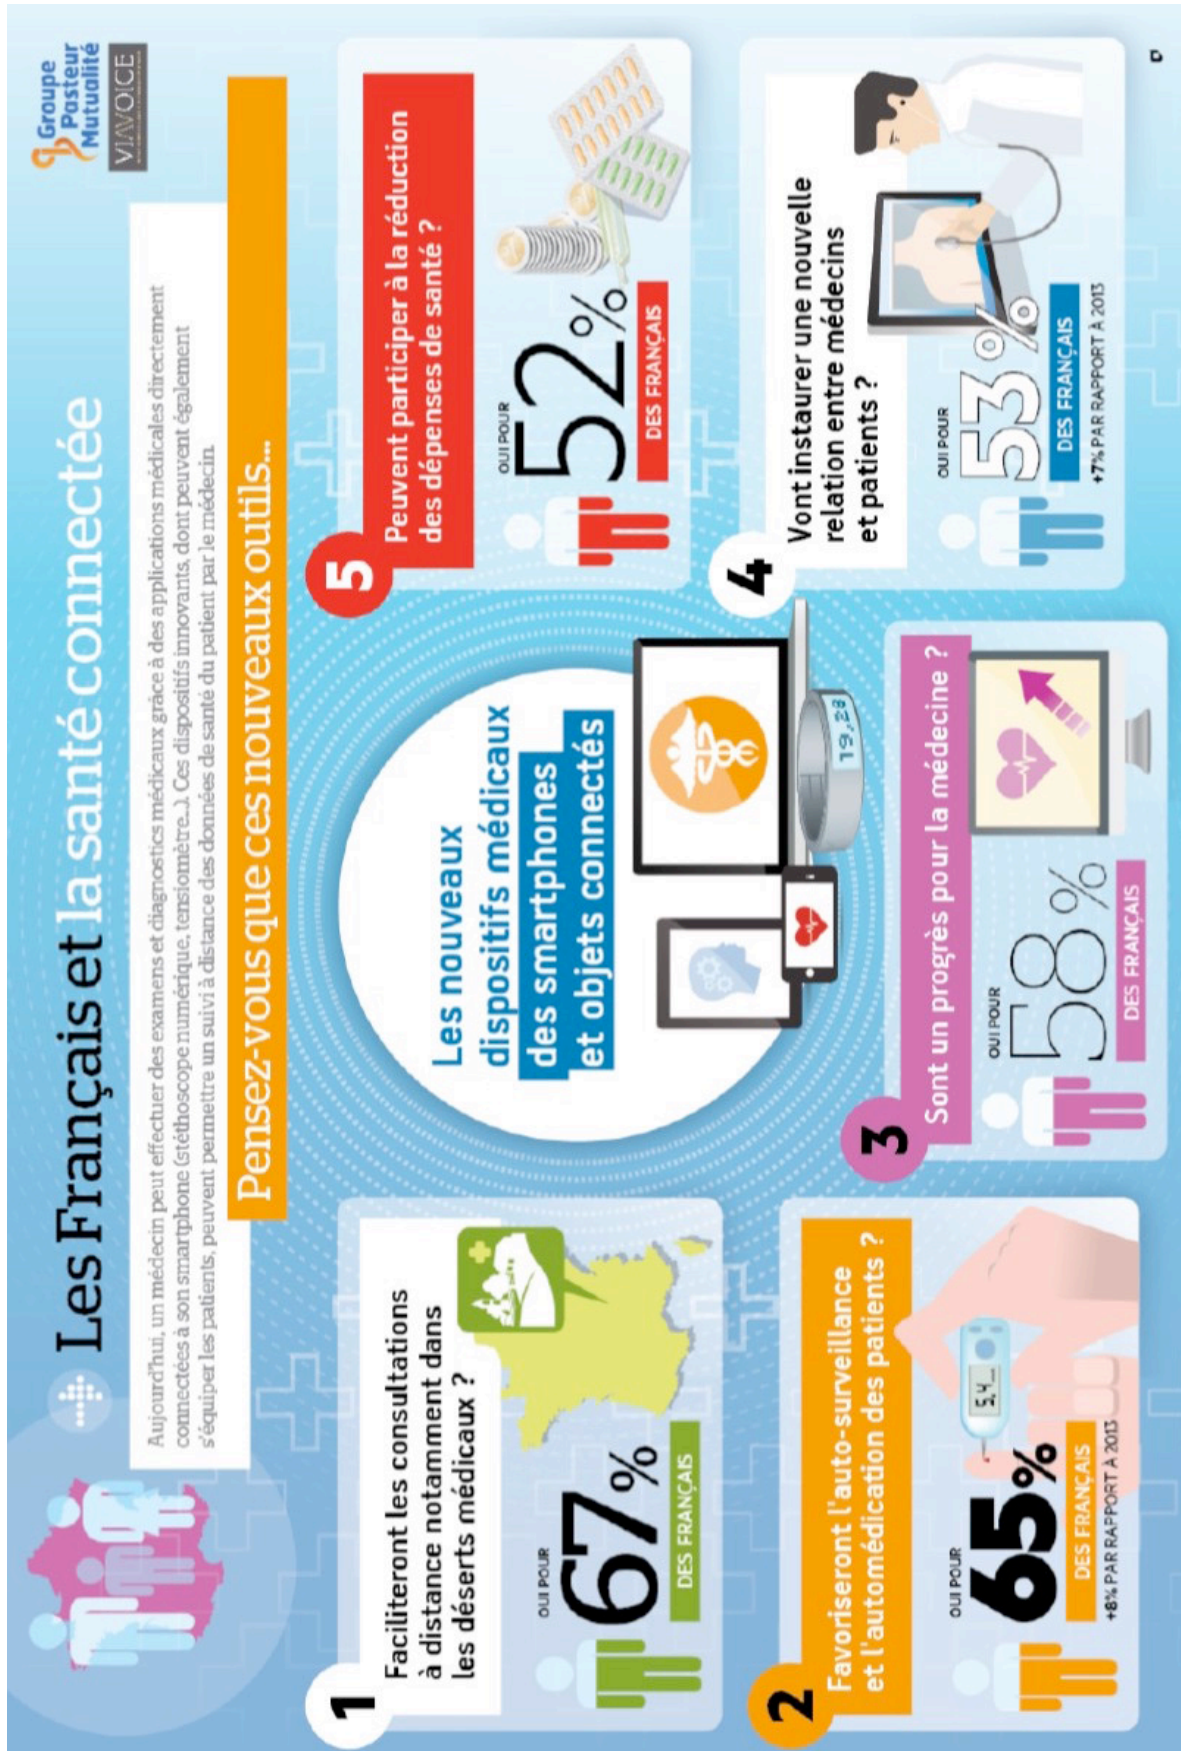 Les Français et la santé connectée
Groupe
Pasteur
Mutualité
VIAVOICE
Aujourd'hui, un médecin peut effectuer des examens et diagnostics médicaux grâce à des applications médicales directement
connectées à son smartphone (stéthoscope numérique, tensiomètre...). Ces dispositifs innovants, dont peuvent également
s'équiper les patients, peuvent permettre un suivi à distance des données de santé du patient par le médecin.
Pensez-vous que ces nouveaux outils...
1
Faciliteront les consultations
à distance notamment dans
les déserts médicaux ?
OUI POUR
67%
DES FRANÇAIS
2
Favoriseront l'auto-surveillance
et l'automédication des patients ?
OUI POUR
65%
DES FRANÇAIS
+8% PAR RAPPORT À 2013
5,4
Les nouveaux
dispositifs médicaux
des smartphones
et objets connectés
19,28
3
Sont un progrès pour la médecine ?
OUI POUR
58%
DES FRANÇAIS
4
Vont instaurer une nouvelle
relation entre médecins
et patients ?
OUI POUR
53%
DES FRANÇAIS
+7% PAR RAPPORT À 2013
5
Peuvent participer à la réduction
des dépenses de santé ?
OUI POUR
52%
DES FRANÇAIS